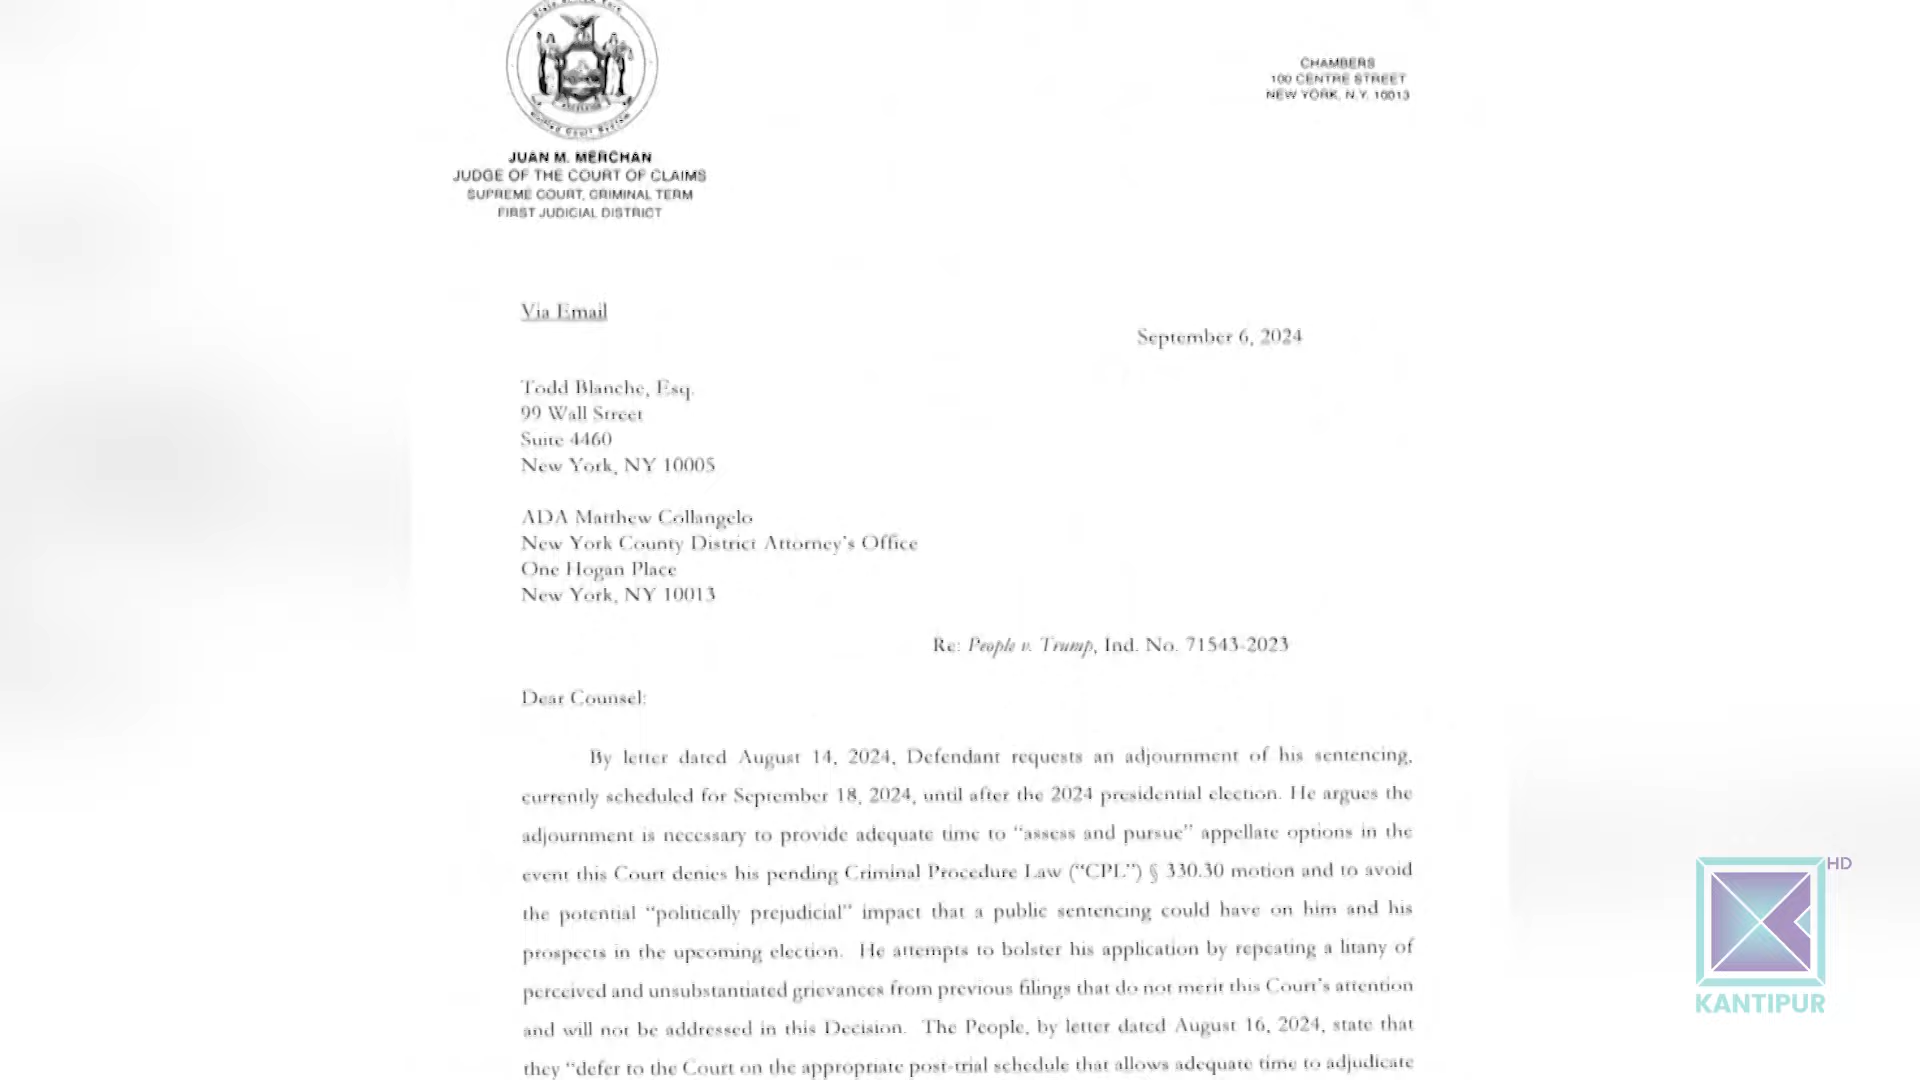 CHAMBERS
100 CENTRE STREET
NEW YORK, N.Y. 10013
JUAN M. MERCHAN
JUDGE OF THE COURT OF CLAIMS
SUPREME COURT, CRIMINAL TERM
FIRST JUDICIAL DISTRICT
Via Email
September 6, 2024
Todd Blanche, Esq.
99 Wall Street
Suite 4460
New York, NY 10005
ADA Matthew Collangelo
New York County District Attorney's Office
One Hogan Place
New York, NY 10013
Re: People v. Trump, Ind. No. 71543-2023
Dear Counsel:
By letter dated August 14, 2024, Defendant requests an adjournment of his sentencing,
currently scheduled for September 18, 2024, until after the 2024 presidential election. He argues the
adjournment is necessary to provide adequate time to “assess and pursue” appellate options in the
event this Court denies his pending Criminal Procedure Law (“CPL”) § 330.30 motion and to avoid
the potential “politically prejudicial” impact that a public sentencing could have on him and his
prospects in the upcoming election. He attempts to bolster his application by repeating a litany of
perceived and unsubstantiated grievances from previous filings that do not merit this Court's attention
and will not be addressed in this Decision. The People, by letter dated August 16, 2024, state that
they “defer to the Court on the appropriate post-trial schedule that allows adequate time to adjudicate
HD
KANTIPUR